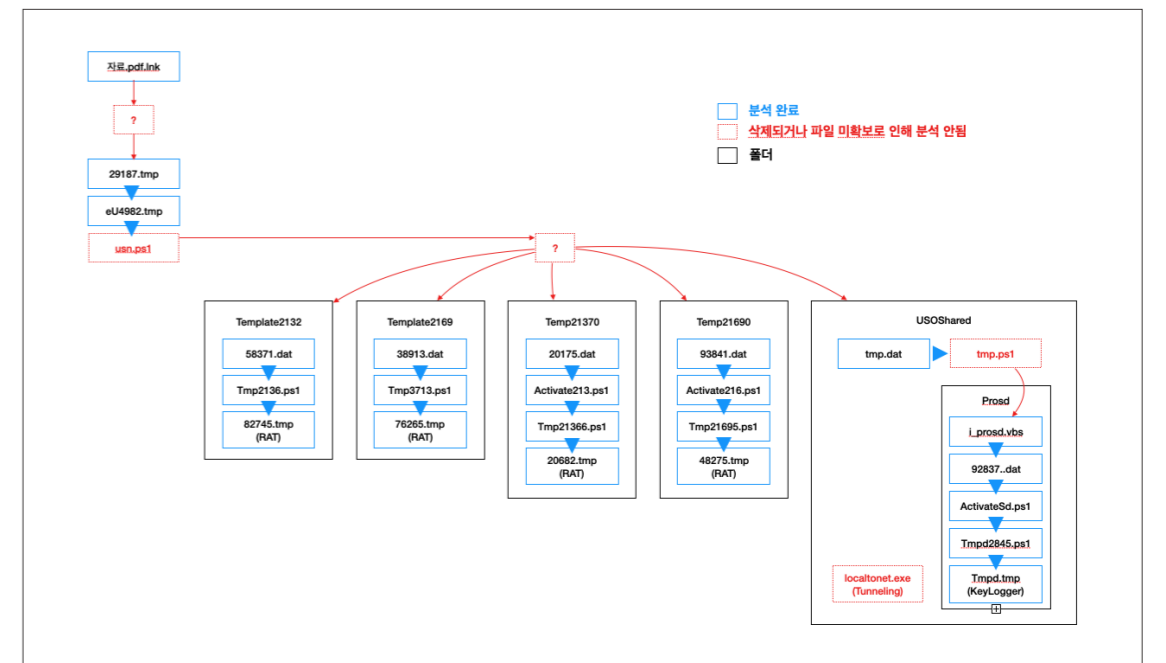 자료.pdf.lnk
?
29187.tmp
eU4982.tmp
usn.ps1
분석 완료
삭제되거나 파일 미확보로 인해 분석 안됨
폴더
?
Template2132
58371.dat
Tmp2136.ps1
82745.tmp
(RAT)
Template2169
38913.dat
Tmp3713.ps1
76265.tmp
(RAT)
Temp21370
20175.dat
Activate213.ps1
Tmp21366.ps1
20682.tmp
(RAT)
Temp21690
93841.dat
Activate216.ps1
Tmp21695.ps1
48275.tmp
(RAT)
USOShared
tmp.dat
tmp.ps1
Prosd
i_prosd.vbs
92837..dat
ActivateSd.ps1
Tmpd2845.ps1
Tmpd.tmp
(KeyLogger)
localtonet.exe
(Tunneling)